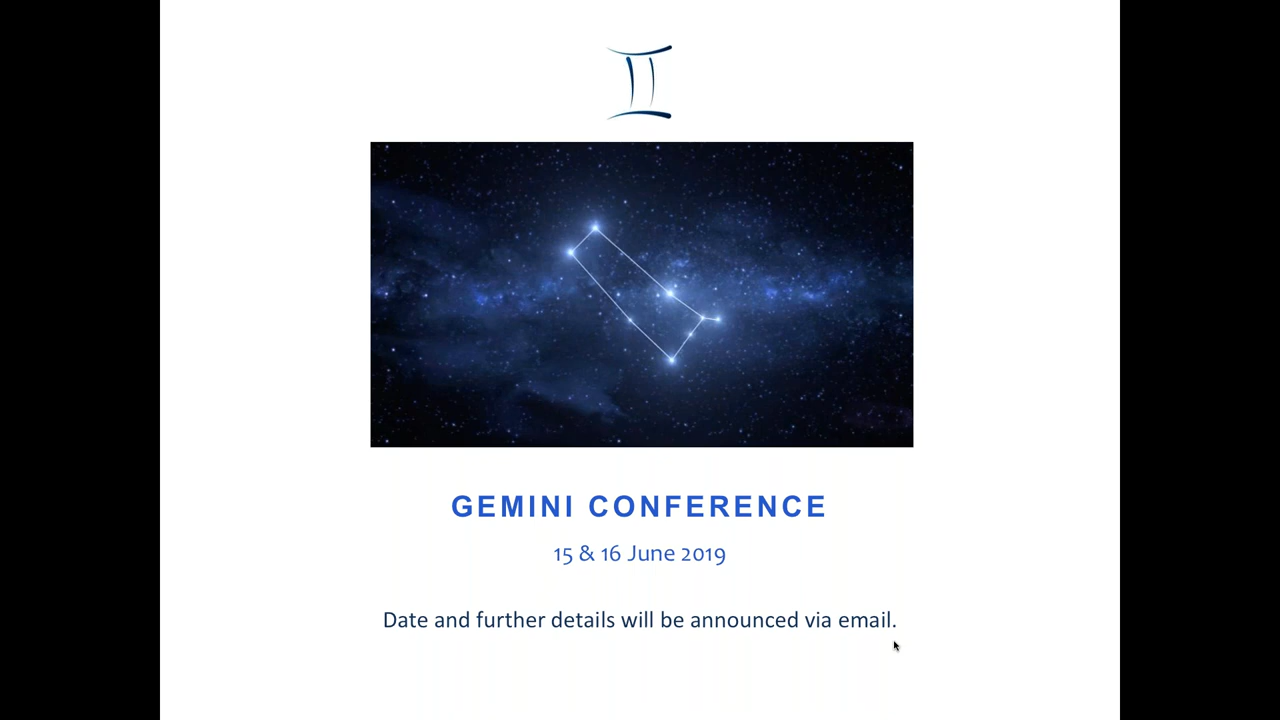 GEMINI CONFERENCE
15 & 16 June 2019
Date and further details will be announced via email.